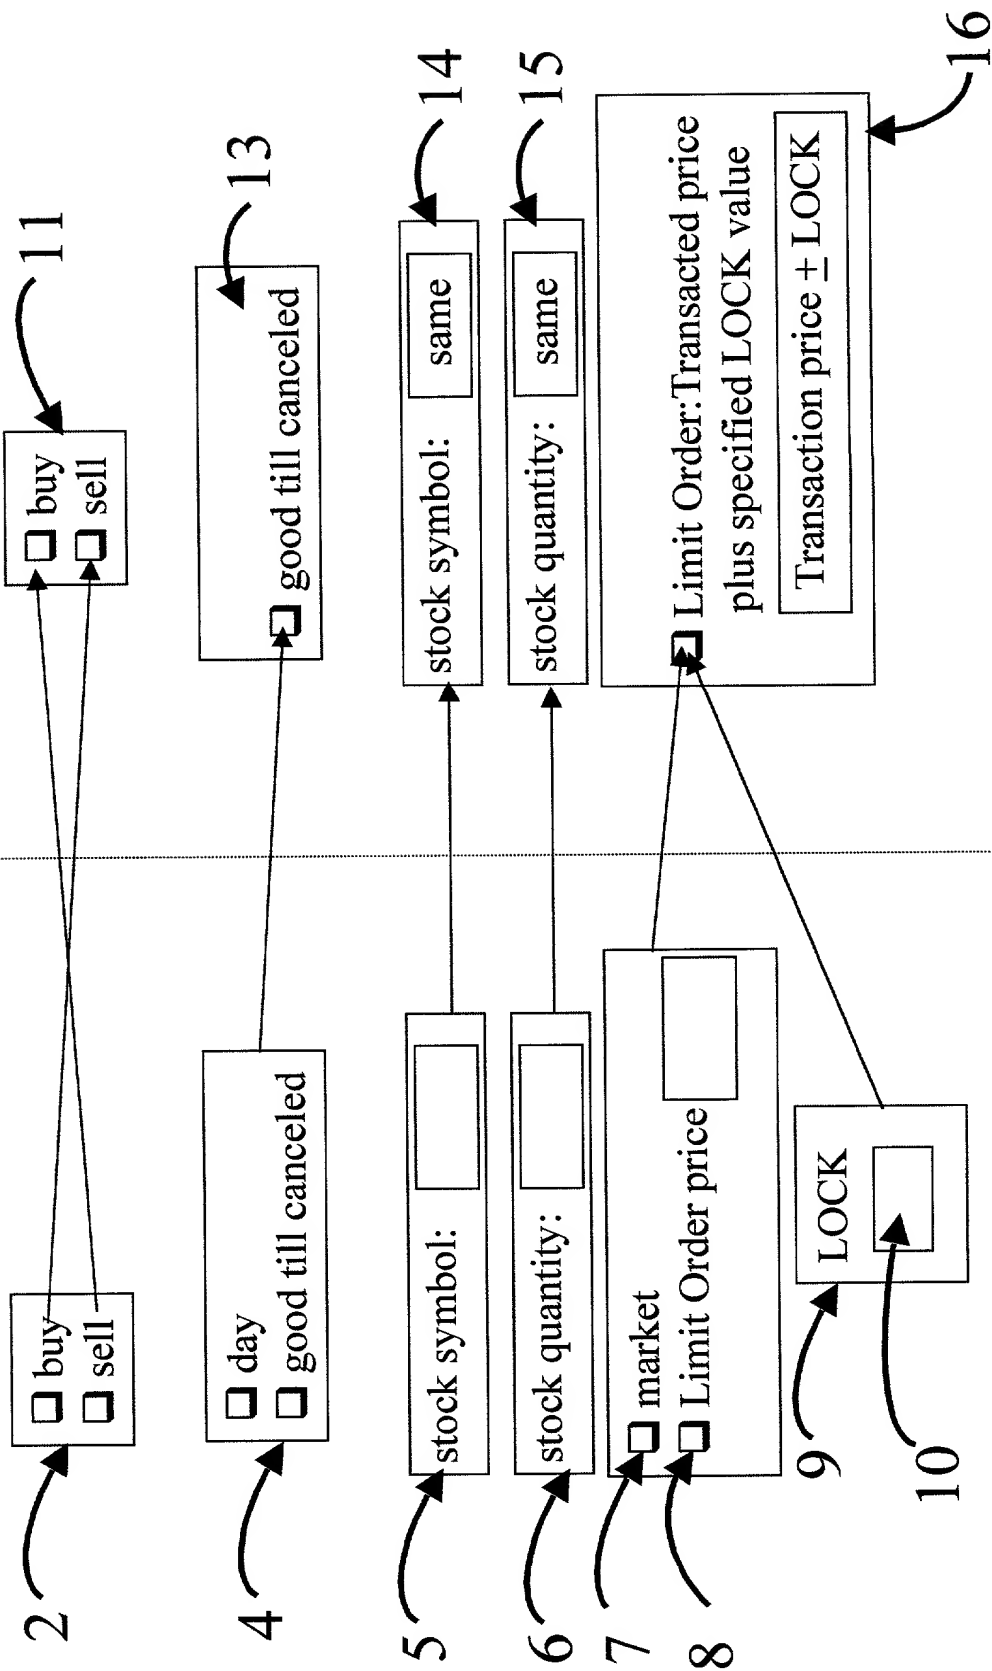 2
buy
sell
4
day
good till canceled
5
stock symbol:
6
stock quantity:
7
market
8
Limit Order price
9
LOCK
10
11
buy
sell
13
good till canceled
14
stock symbol:
same
15
stock quantity:
same
16
Limit Order:Transacted price
plus specified LOCK value
Transaction price ± LOCK